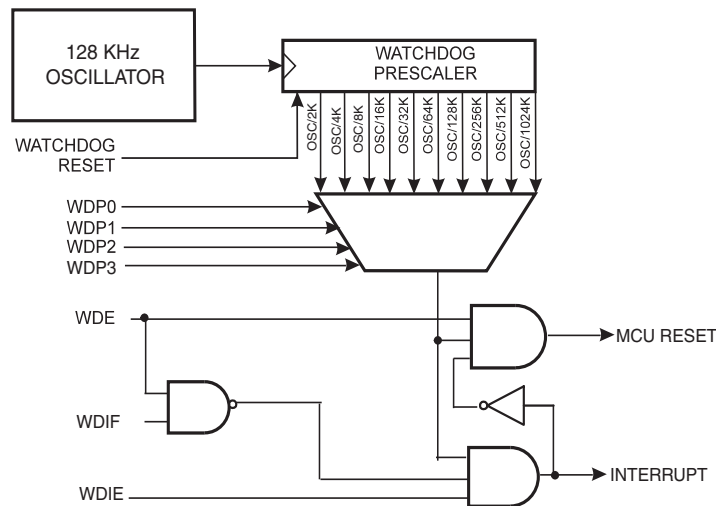 128 KHz
OSCILLATOR
WATCHDOG
PRESCALER
OSC/2K
OSC/4K
OSC/8K
OSC/16K
OSC/32K
OSC/64K
OSC/128K
OSC/256K
OSC/512K
OSC/1024K
WATCHDOG
RESET
WDP0
WDP1
WDP2
WDP3
WDE
MCU RESET
WDIF
INTERRUPT
WDIE